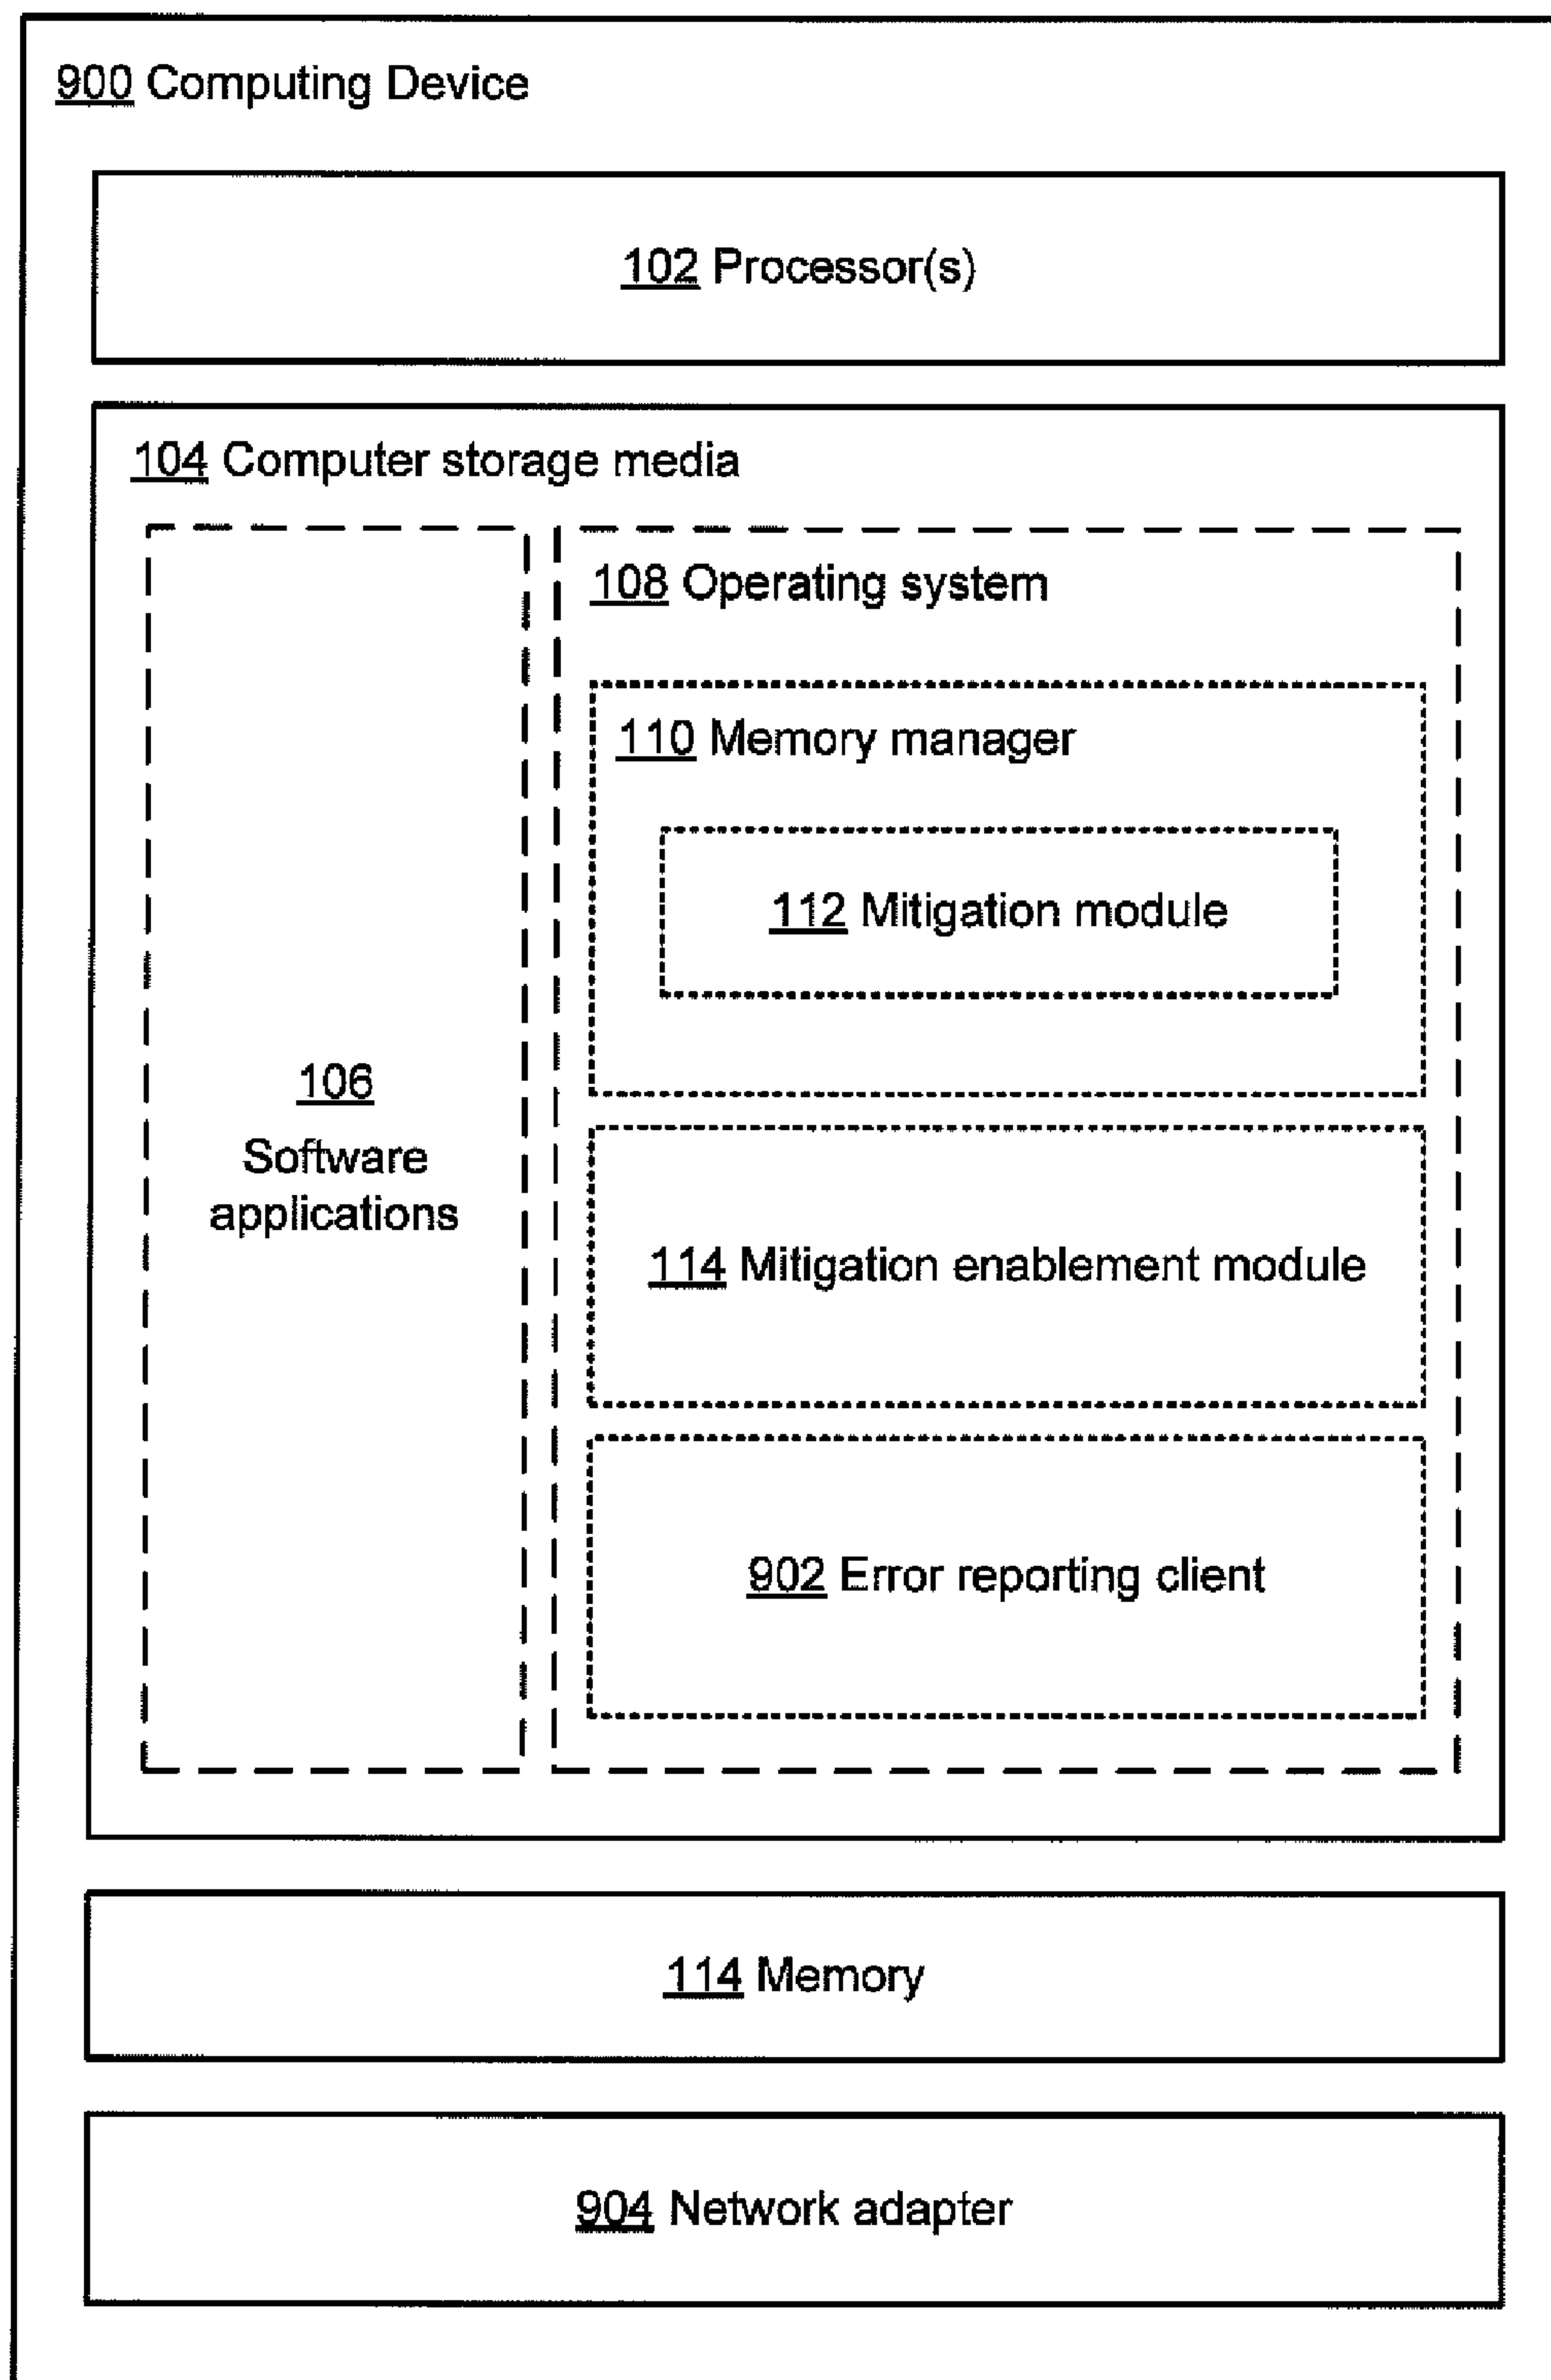 900 Computing Device
102 Processor(s)
104 Computer storage media
106
Software
applications
108 Operating system
110 Memory manager
112 Mitigation module
114 Mitigation enablement module
902 Error reporting client
114 Memory
904 Network adapter